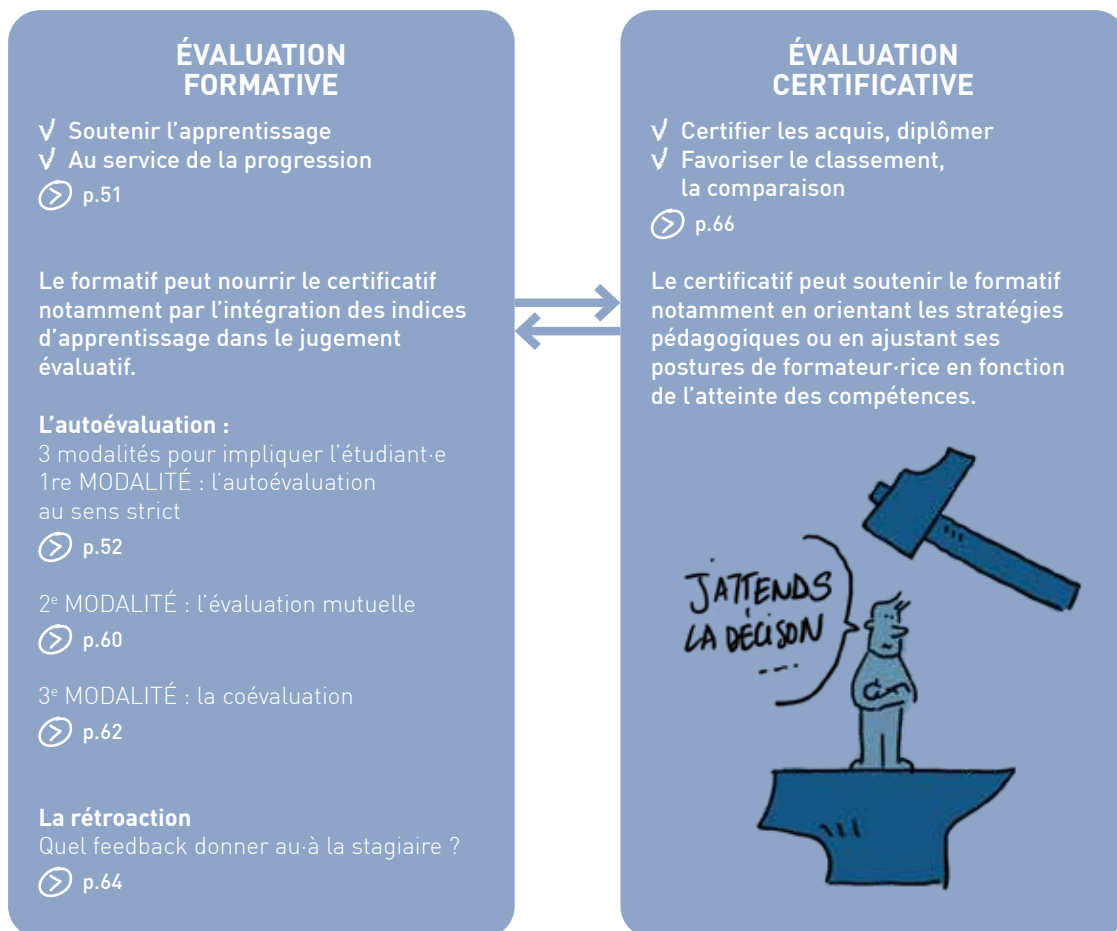 ÉVALUATION
FORMATIVE
√ Soutenir l’apprentissage
√ Au service de la progression
p.51
Le formatif peut nourrir le certificatif
notamment par l’intégration des indices
d’apprentissage dans le jugement
évaluatif.
L’autoévaluation :
3 modalités pour impliquer l’étudiant·e
1re MODALITÉ : l’autoévaluation
au sens strict
p.52
2e MODALITÉ : l’évaluation mutuelle
p.60
3e MODALITÉ : la coévaluation
p.62
La rétroaction
Quel feedback donner au·à la stagiaire ?
p.64
ÉVALUATION
CERTIFICATIVE
√ Certifier les acquis, diplômer
√ Favoriser le classement,
la comparaison
p.66
Le certificatif peut soutenir le formatif
notamment en orientant les stratégies
pédagogiques ou en ajustant ses
postures de formateur·rice en fonction
de l’atteinte des compétences.
J'ATTENDS
LA DÉCISON
....